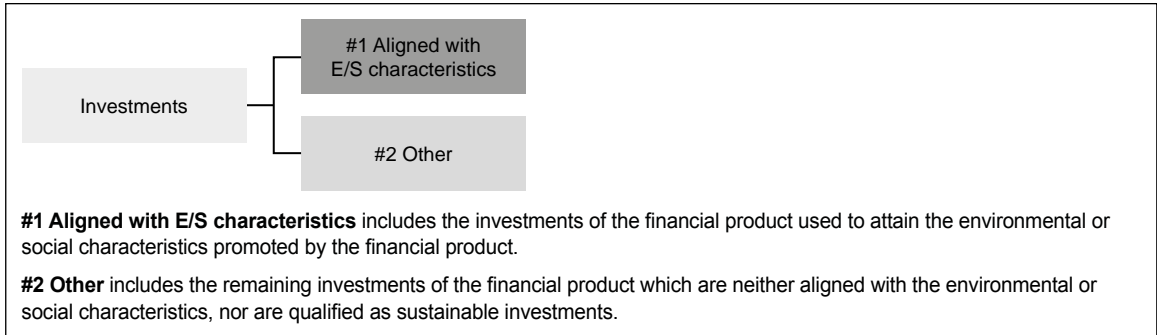 #1 Aligned with
E/S characteristics
Investments
#2 Other
#1 Aligned with E/S characteristics includes the investments of the financial product used to attain the environmental or
social characteristics promoted by the financial product.
#2 Other includes the remaining investments of the financial product which are neither aligned with the environmental or
social characteristics, nor are qualified as sustainable investments.